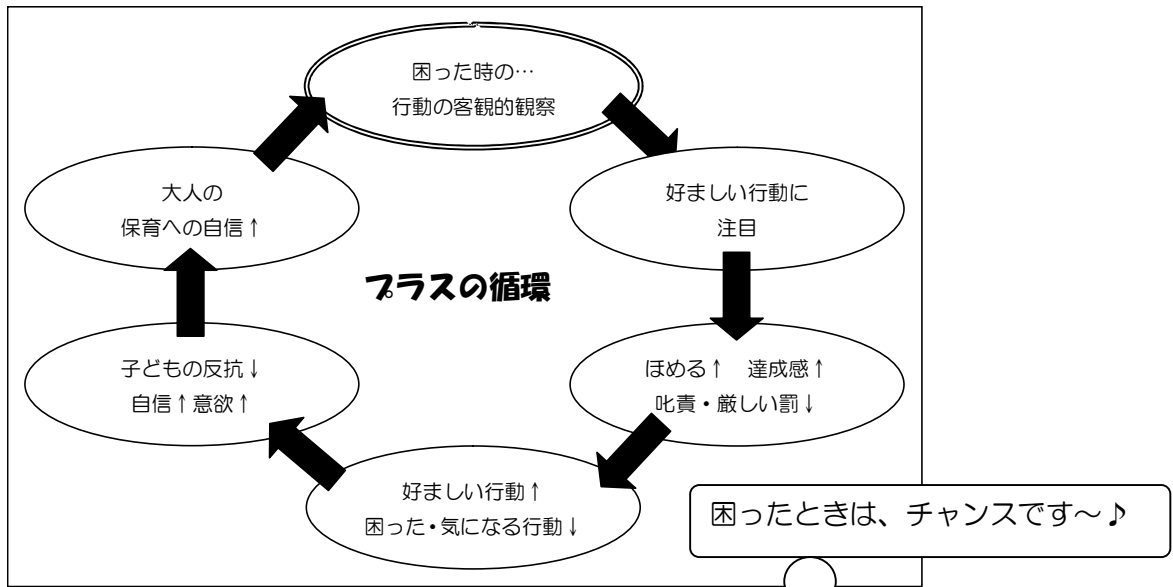 困った時の…
行動の客観的観察
好ましい行動に
注目
ほめる↑　達成感↑
叱責・厳しい罰↓
好ましい行動↑
困った・気になる行動↓
子どもの反抗↓
自信↑意欲↑
大人の
保育への自信↑
プラスの循環
困ったときは、チャンスです～♪